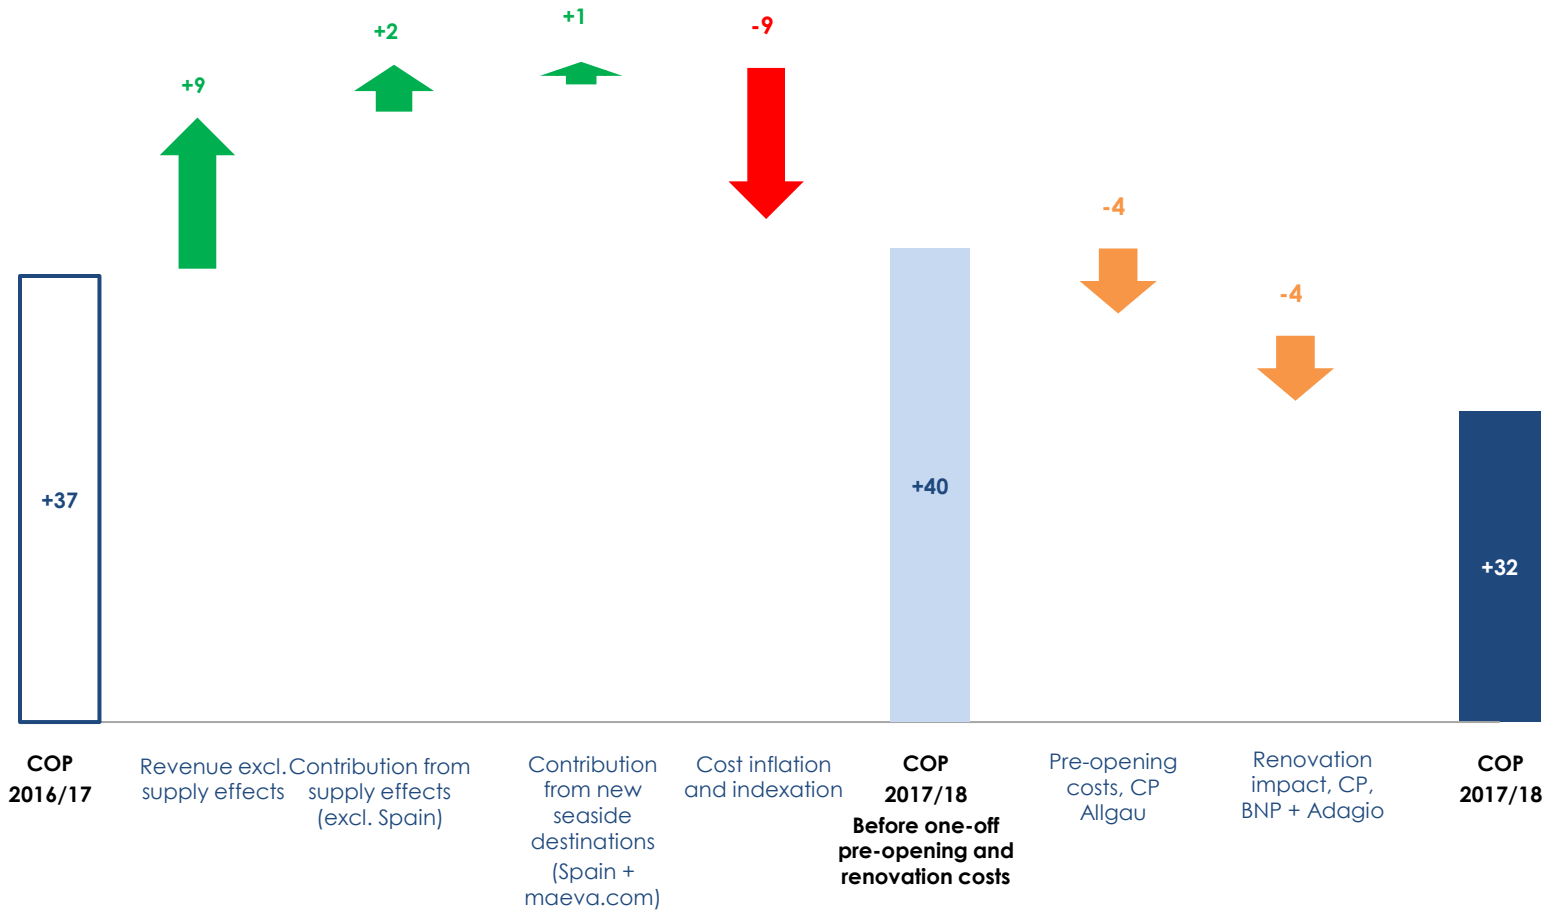 +1
+2
-9
+9
-4
-4
+37
+40
+32
COP
2016/17
Revenue excl.
supply effects
Contribution from
supply effects
(excl. Spain)
Contribution
from new
seaside
destinations
(Spain +
maeva.com)
Cost inflation
and indexation
COP
2017/18
Before one-off
pre-opening and
renovation costs
Pre-opening
costs, CP
Allgau
Renovation
impact, CP,
BNP + Adagio
COP
2017/18